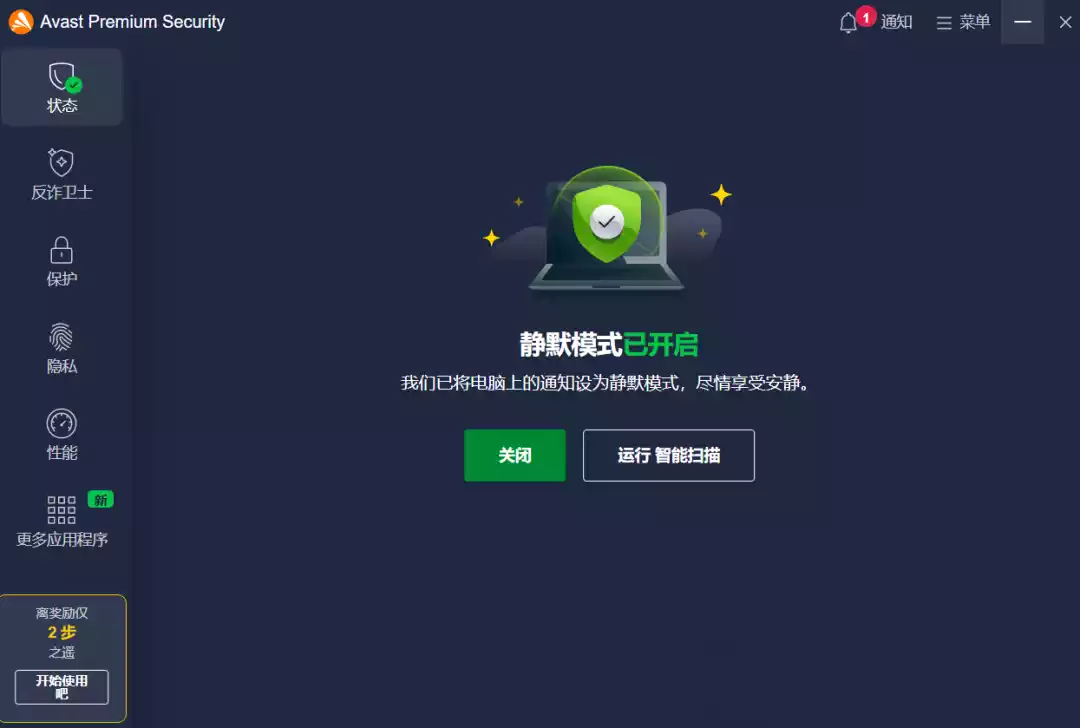 Avast Premium Security
1
通知
菜单
状态
反诈卫士
保护
隐私
性能
新
更多应用程序
离奖励仅
2 步
之遥
开始使用
吧
静默模式已开启
我们已将电脑上的通知设为静默模式，尽情享受安静。
关闭
运行 智能扫描